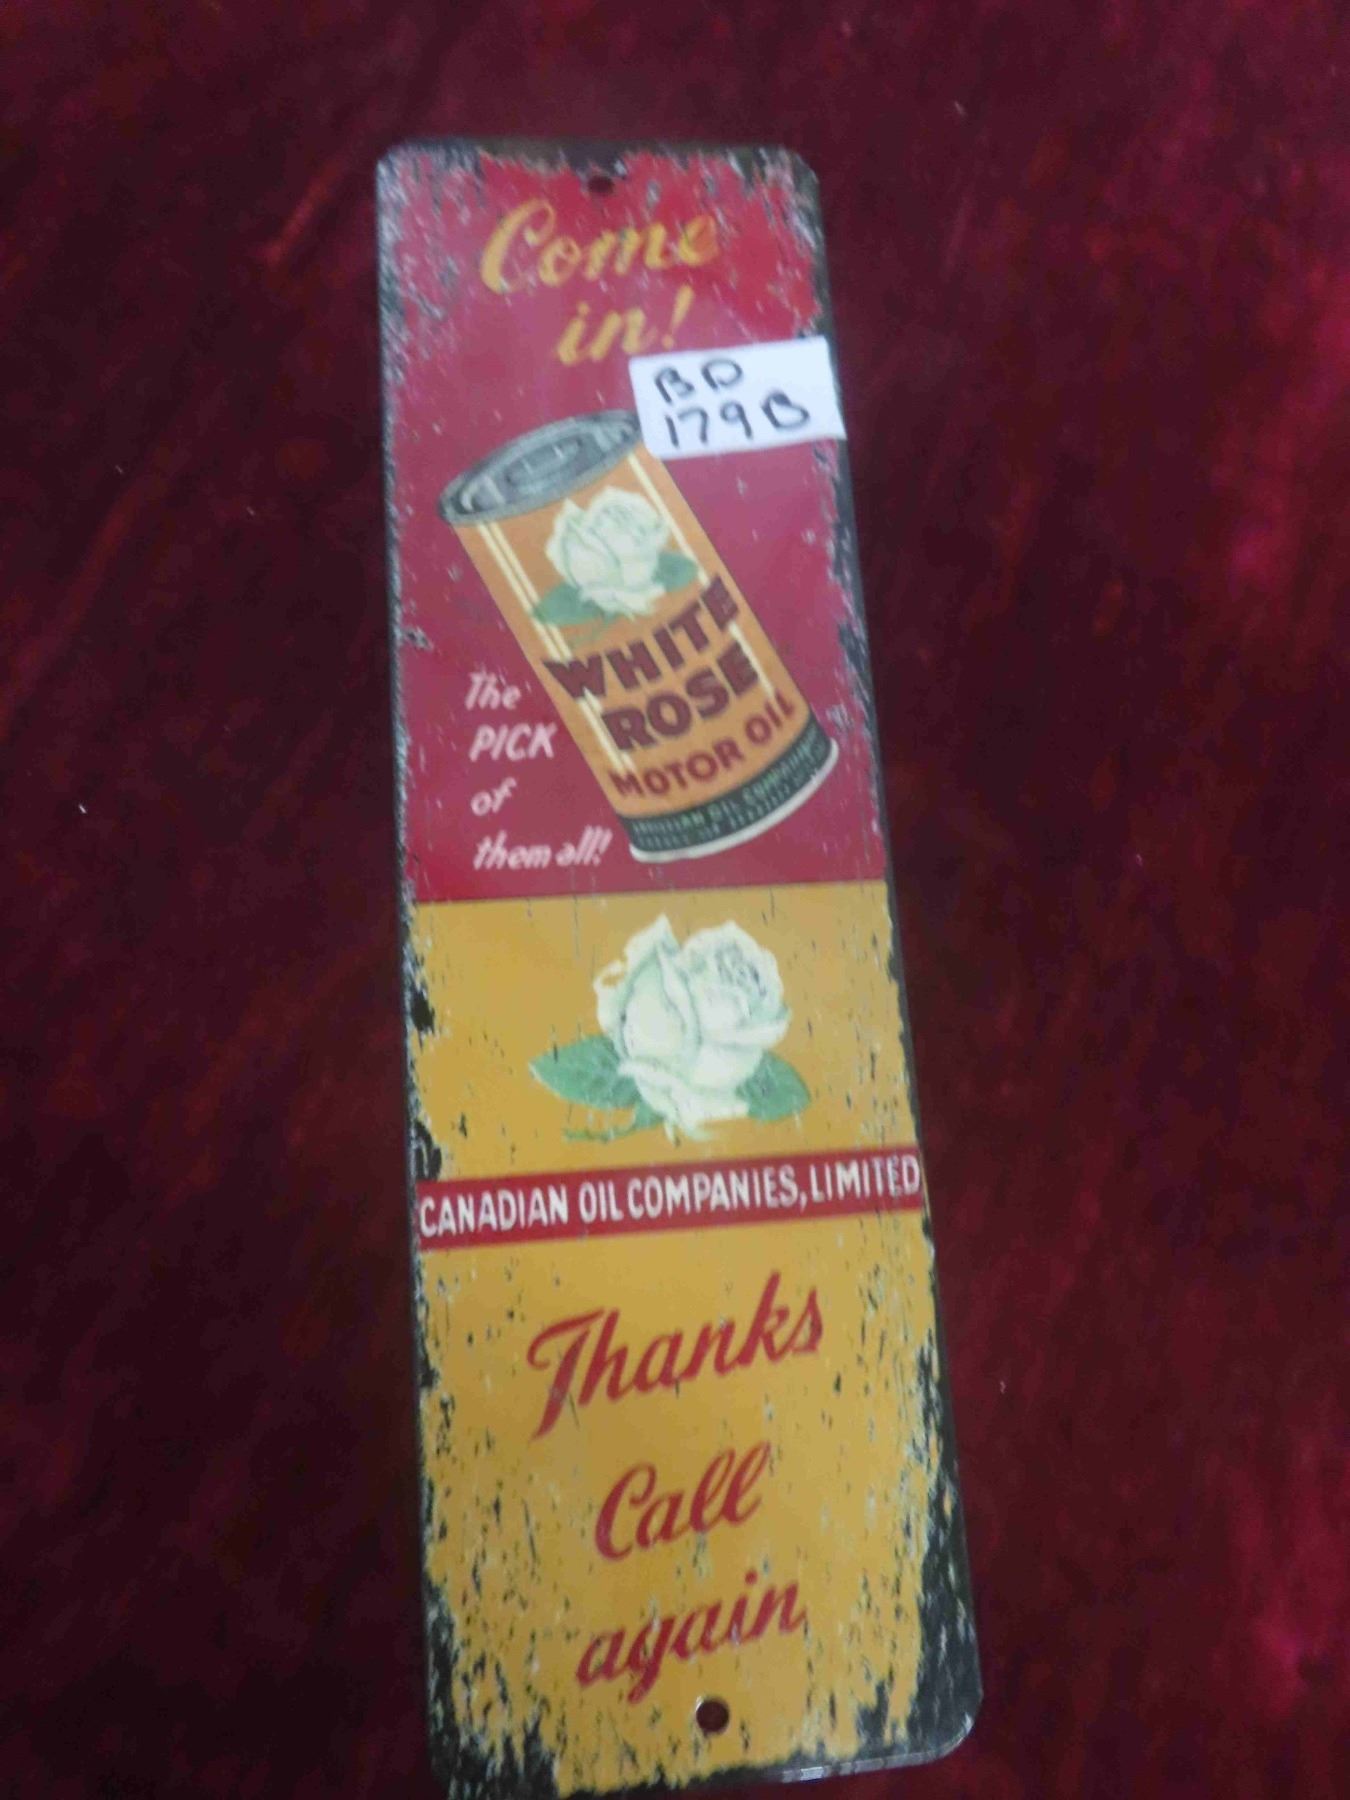 Come
in!
BD
179B
WHITE
ROSE
MOTOR OIL
The
PICK
of
them all!
CANADIAN OIL COMPANIES, LIMITED
Thanks
Call
again